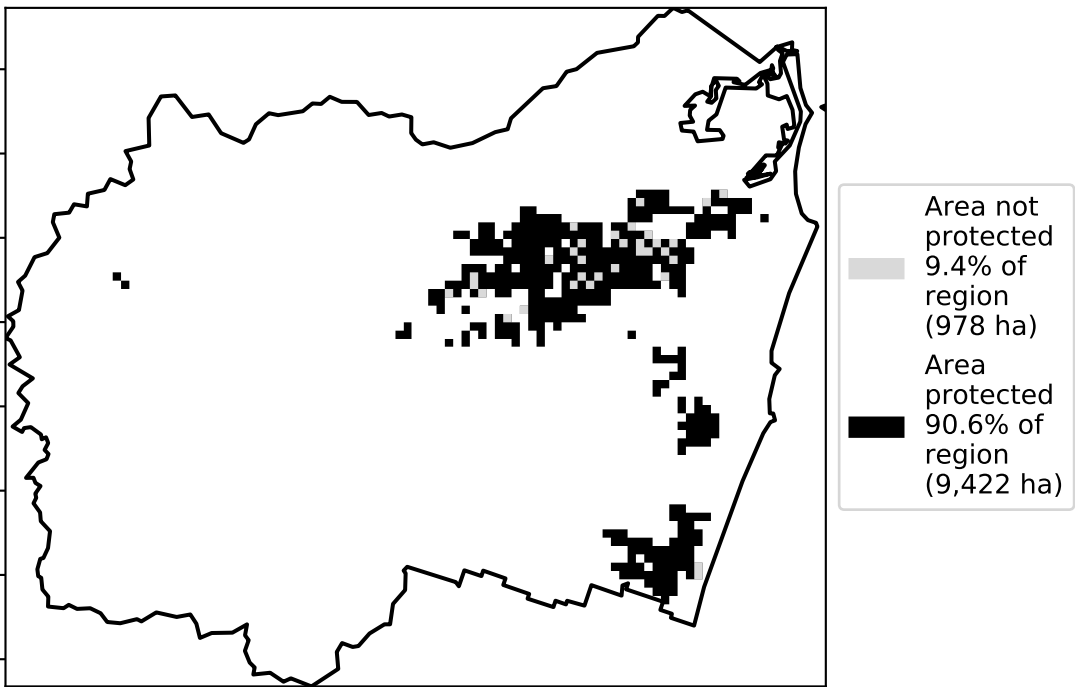 Area not
protected
9.4% of
region
(978 ha)
Area
protected
90.6% of
region
(9,422 ha)